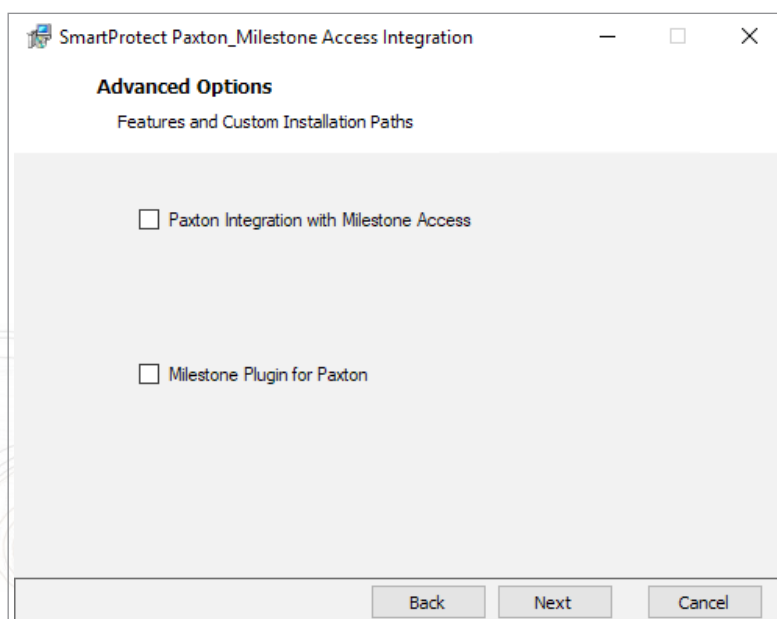 SmartProtect Paxton_Milestone Access Integration
Advanced Options
Features and Custom Installation Paths
Paxton Integration with Milestone Access
Milestone Plugin for Paxton
Back Next Cancel